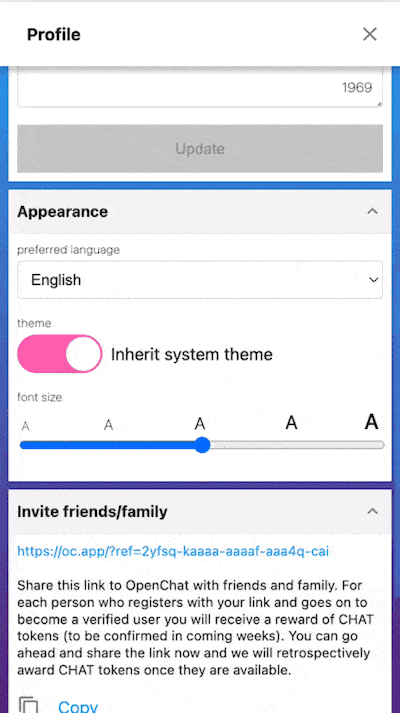 Profile
1969
Update
Appearance
preferred language
English
theme
Inherit system theme
font size
A A A A A
Invite friends/family
https://oc.app/?ref=2yfsq-kaaaa-aaaaf-aaa4q-cai
Share this link to OpenChat with friends and family. For
each person who registers with your link and goes on to
become a verified user you will receive a reward of CHAT
tokens (to be confirmed in coming weeks). You can go
ahead and share the link now and we will retrospectively
award CHAT tokens once they are available.
Copy